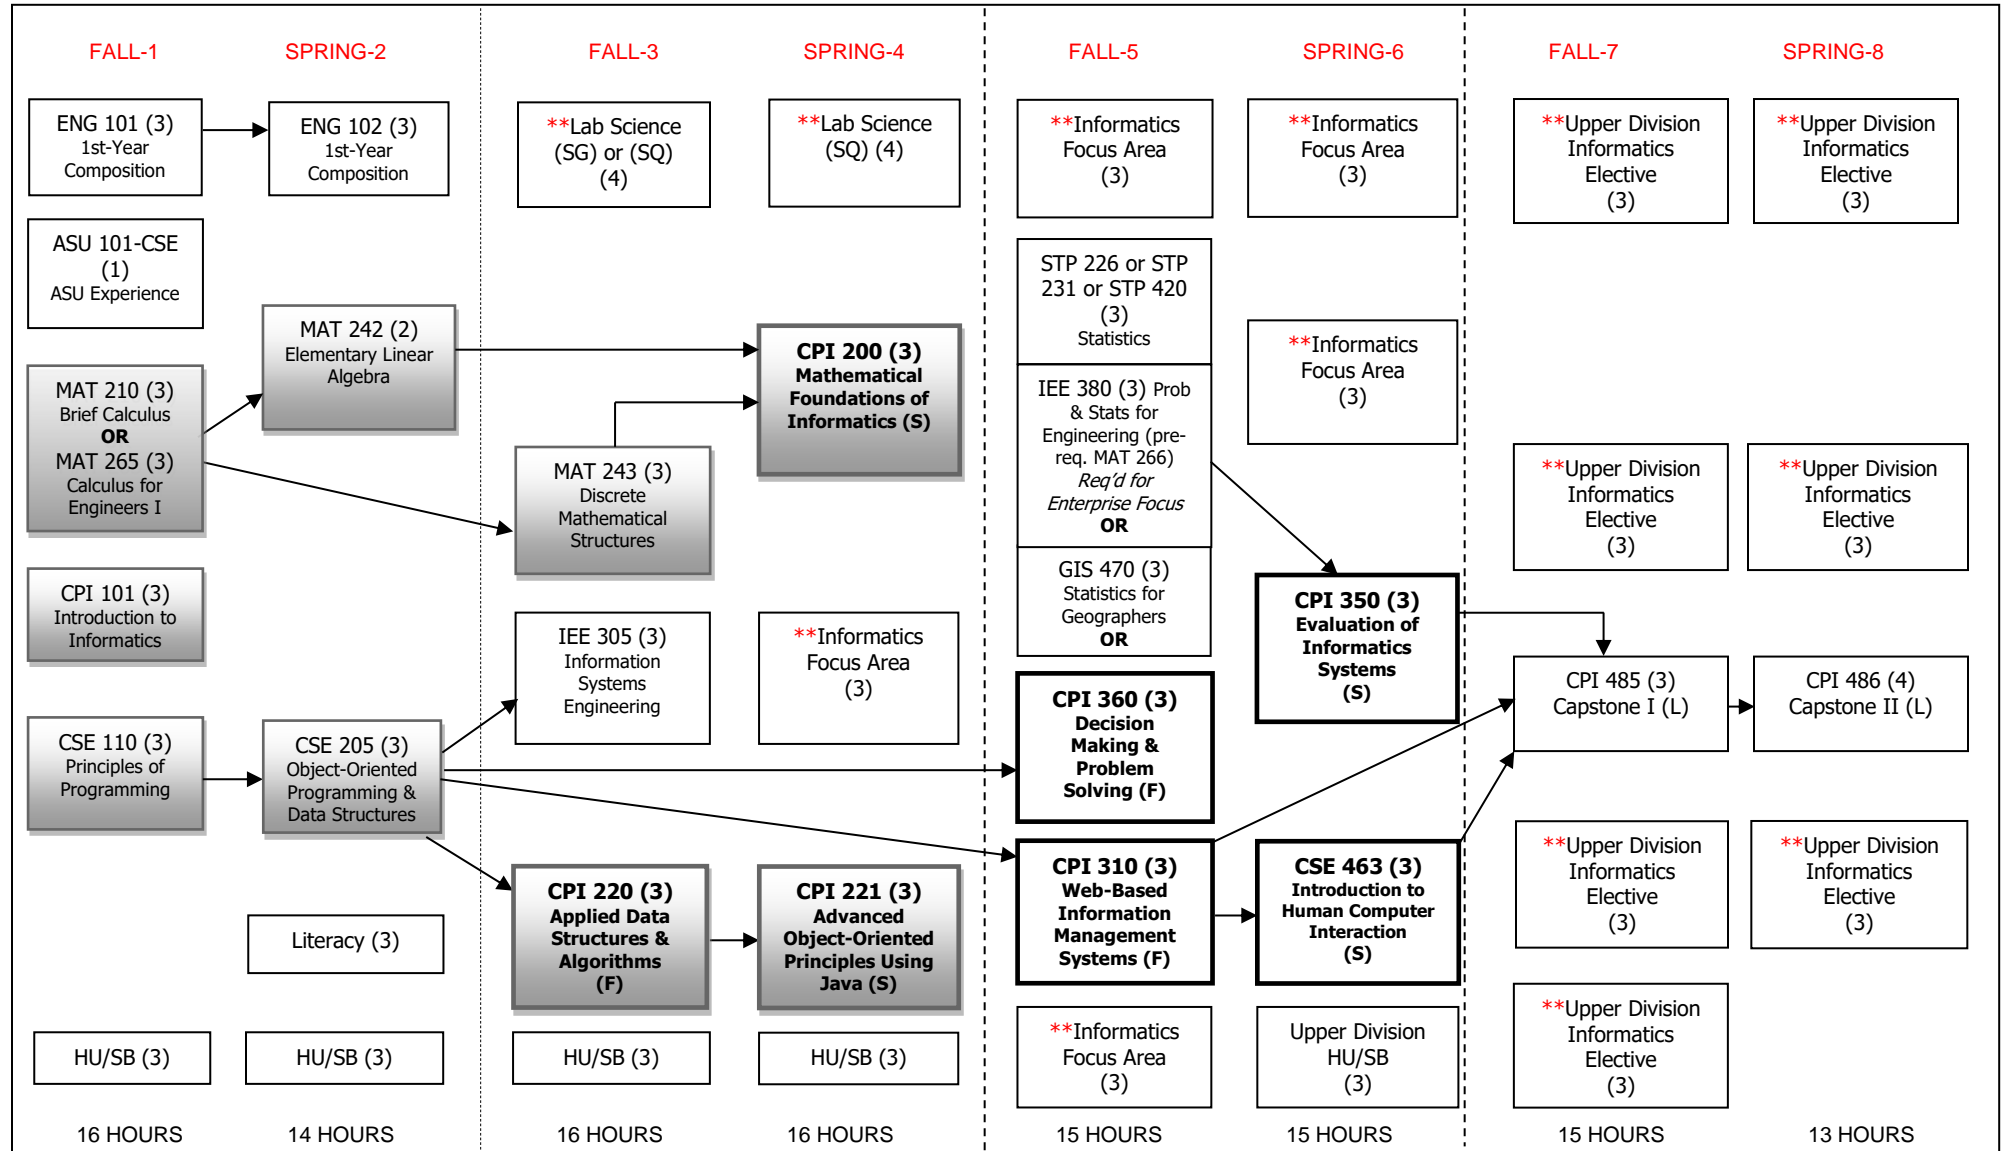 FALL-1
SPRING-2
FALL-3
SPRING-4
FALL-5
SPRING-6
FALL-7
SPRING-8
ENG 101 (3)
1st-Year
Composition
ASU 101-CSE
(1)
ASU Experience
MAT 210 (3)
Brief Calculus
OR
MAT 265 (3)
Calculus for
Engineers I
CPI 101 (3)
Introduction to
Informatics
CSE 110 (3)
Principles of
Programming
HU/SB (3)
16 HOURS
ENG 102 (3)
1st-Year
Composition
MAT 242 (2)
Elementary Linear
Algebra
CSE 205 (3)
Object-Oriented
Programming &
Data Structures
Literacy (3)
HU/SB (3)
14 HOURS
**Lab Science
(SG) or (SQ)
(4)
MAT 243 (3)
Discrete
Mathematical
Structures
IEE 305 (3)
Information
Systems
Engineering
CPI 220 (3)
Applied Data
Structures &
Algorithms
(F)
HU/SB (3)
16 HOURS
**Lab Science
(SQ) (4)
CPI 200 (3)
Mathematical
Foundations of
Informatics (S)
**Informatics
Focus Area
(3)
CPI 221 (3)
Advanced
Object-Oriented
Principles Using
Java (S)
HU/SB (3)
16 HOURS
**Informatics
Focus Area
(3)
STP 226 or STP
231 or STP 420
(3)
Statistics
IEE 380 (3) Prob
& Stats for
Engineering (pre-
req. MAT 266)
Req’d for
Enterprise Focus
OR
GIS 470 (3)
Statistics for
Geographers
OR
CPI 360 (3)
Decision
Making &
Problem
Solving (F)
CPI 310 (3)
Web-Based
Information
Management
Systems (F)
**Informatics
Focus Area
(3)
15 HOURS
**Informatics
Focus Area
(3)
**Informatics
Focus Area
(3)
CPI 350 (3)
Evaluation of
Informatics
Systems
(S)
CSE 463 (3)
Introduction to
Human Computer
Interaction
(S)
Upper Division
HU/SB
(3)
15 HOURS
**Upper Division
Informatics
Elective
(3)
**Upper Division
Informatics
Elective
(3)
CPI 485 (3)
Capstone I (L)
**Upper Division
Informatics
Elective
(3)
**Upper Division
Informatics
Elective
(3)
15 HOURS
**Upper Division
Informatics
Elective
(3)
**Upper Division
Informatics
Elective
(3)
CPI 486 (4)
Capstone II (L)
**Upper Division
Informatics
Elective
(3)
13 HOURS